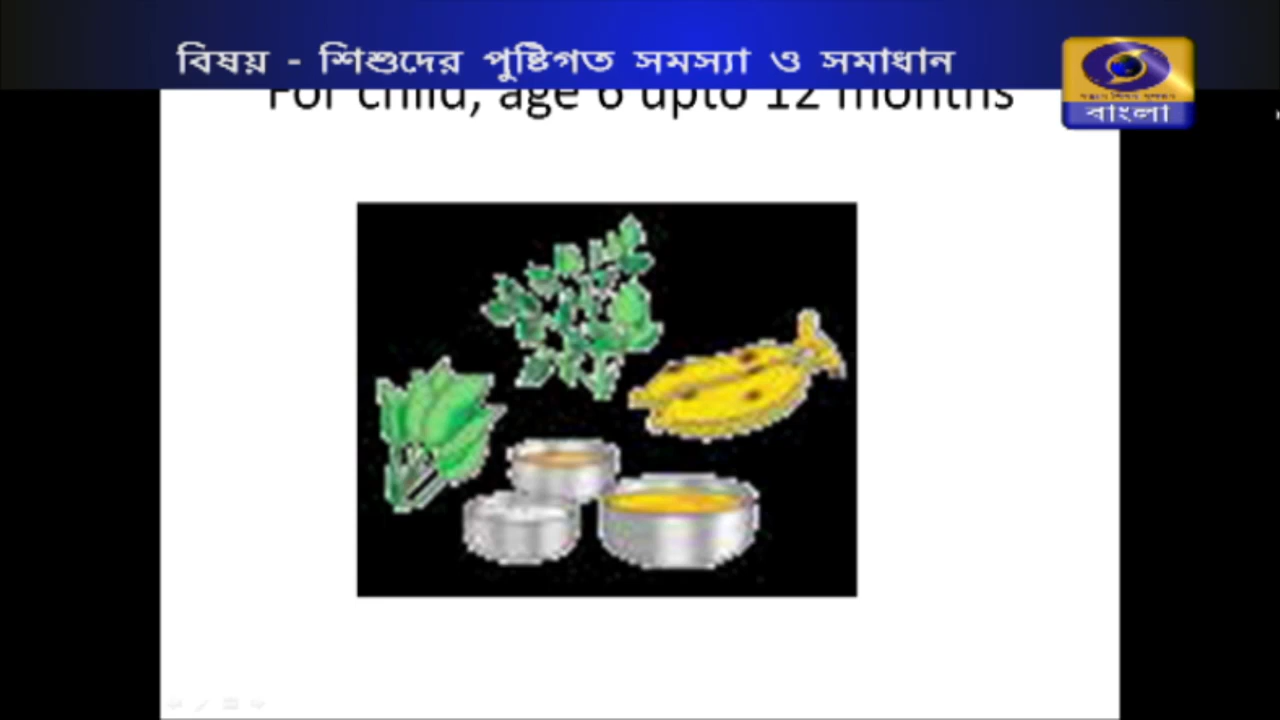 বিষয় - শিশুদের পুষ্টিগত সমস্যা ও সমাধান
For child, age 6 upto 12 months
বাংলা